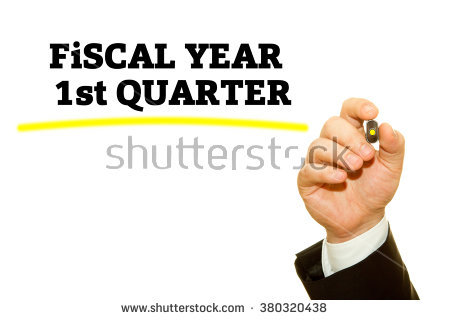 FiSCAL YEAR
1st QUARTER
shutterstock
www.shutterstock.com · 380320438